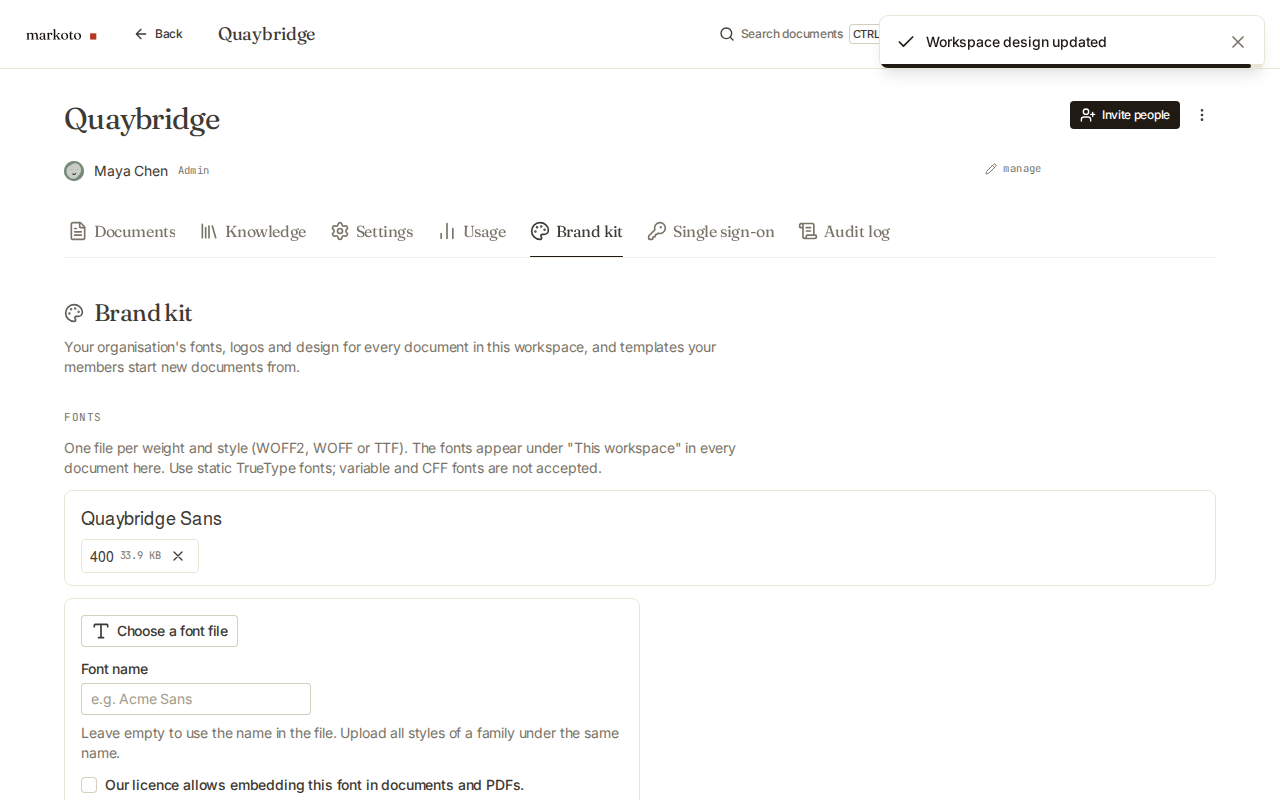 markoto
Back
Quaybridge
Search documents CTRL
Workspace design updated
Quaybridge
Invite people
Maya Chen Admin
manage
Documents Knowledge Settings Usage Brand kit Single sign-on Audit log
Brand kit
Your organisation's fonts, logos and design for every document in this workspace, and templates your
members start new documents from.
FONTS
One file per weight and style (WOFF2, WOFF or TTF). The fonts appear under "This workspace" in every
document here. Use static TrueType fonts; variable and CFF fonts are not accepted.
Quaybridge Sans
400 33.9 KB
Choose a font file
Font name
e.g. Acme Sans
Leave empty to use the name in the file. Upload all styles of a family under the same
name.
Our licence allows embedding this font in documents and PDFs.